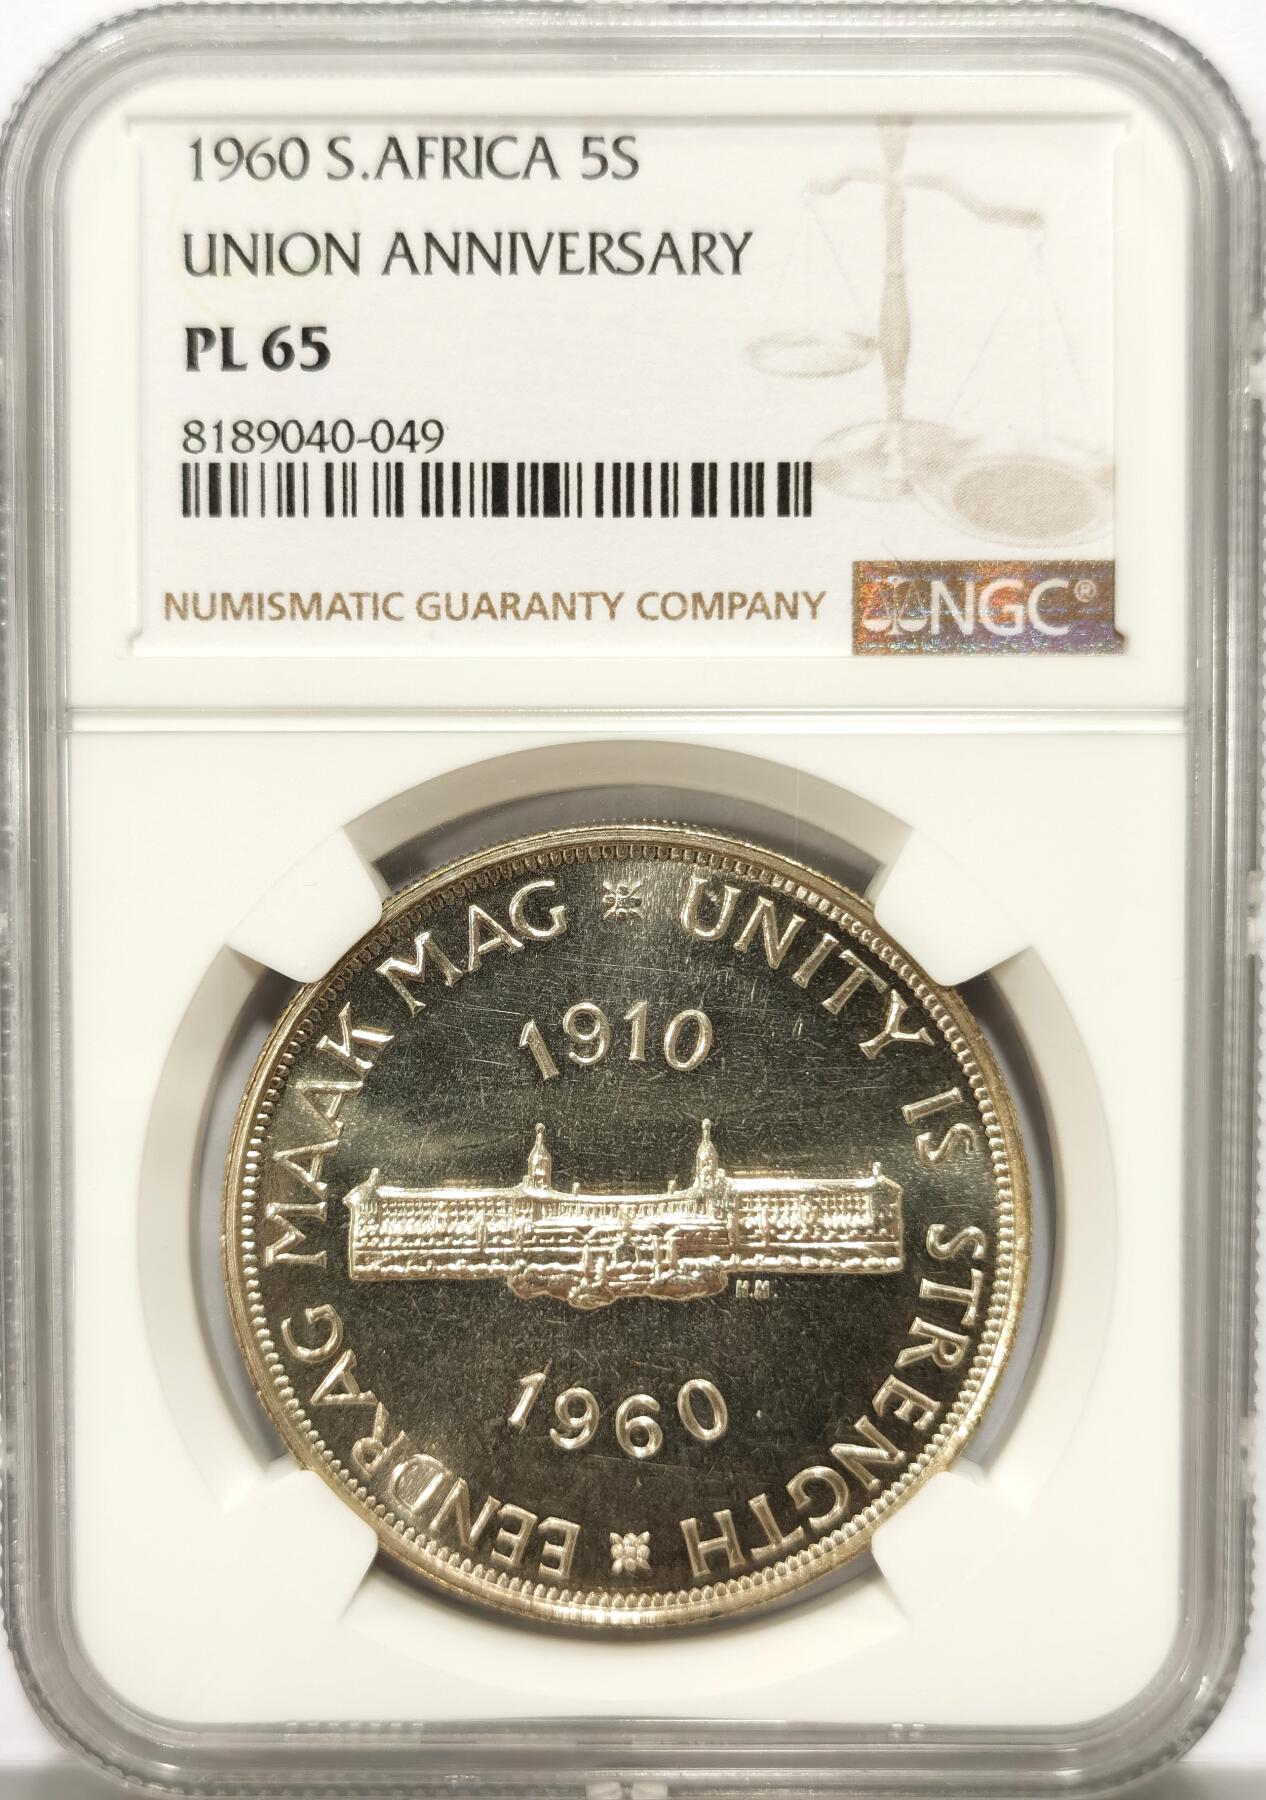 1960 S.AFRICA 5S
UNION ANNIVERSARY
PL 65
8189040-049
NUMISMATIC GUARANTY COMPANY
NGC®
EENDRAG MAAK MAG
UNITY IS STRENGTH
1910
H.M.
1960